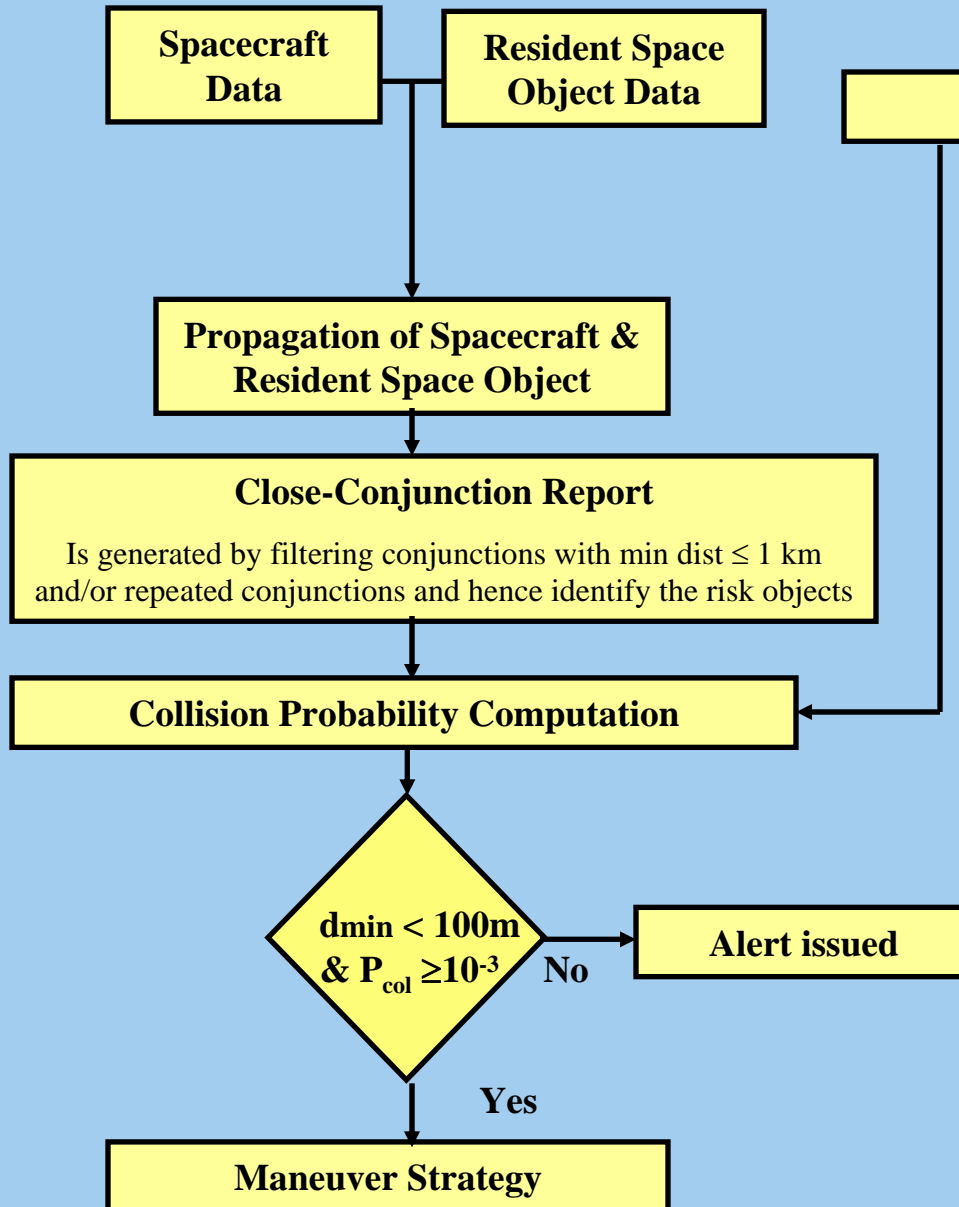 Spacecraft
Data
Resident Space
Object Data
Propagation of Spacecraft &
Resident Space Object
Close-Conjunction Report
Is generated by filtering conjunctions with min dist ≤ 1 km
and/or repeated conjunctions and hence identify the risk objects
Collision Probability Computation
dmin < 100m
& Pcol ≥10-3
No
Alert issued
Yes
Maneuver Strategy